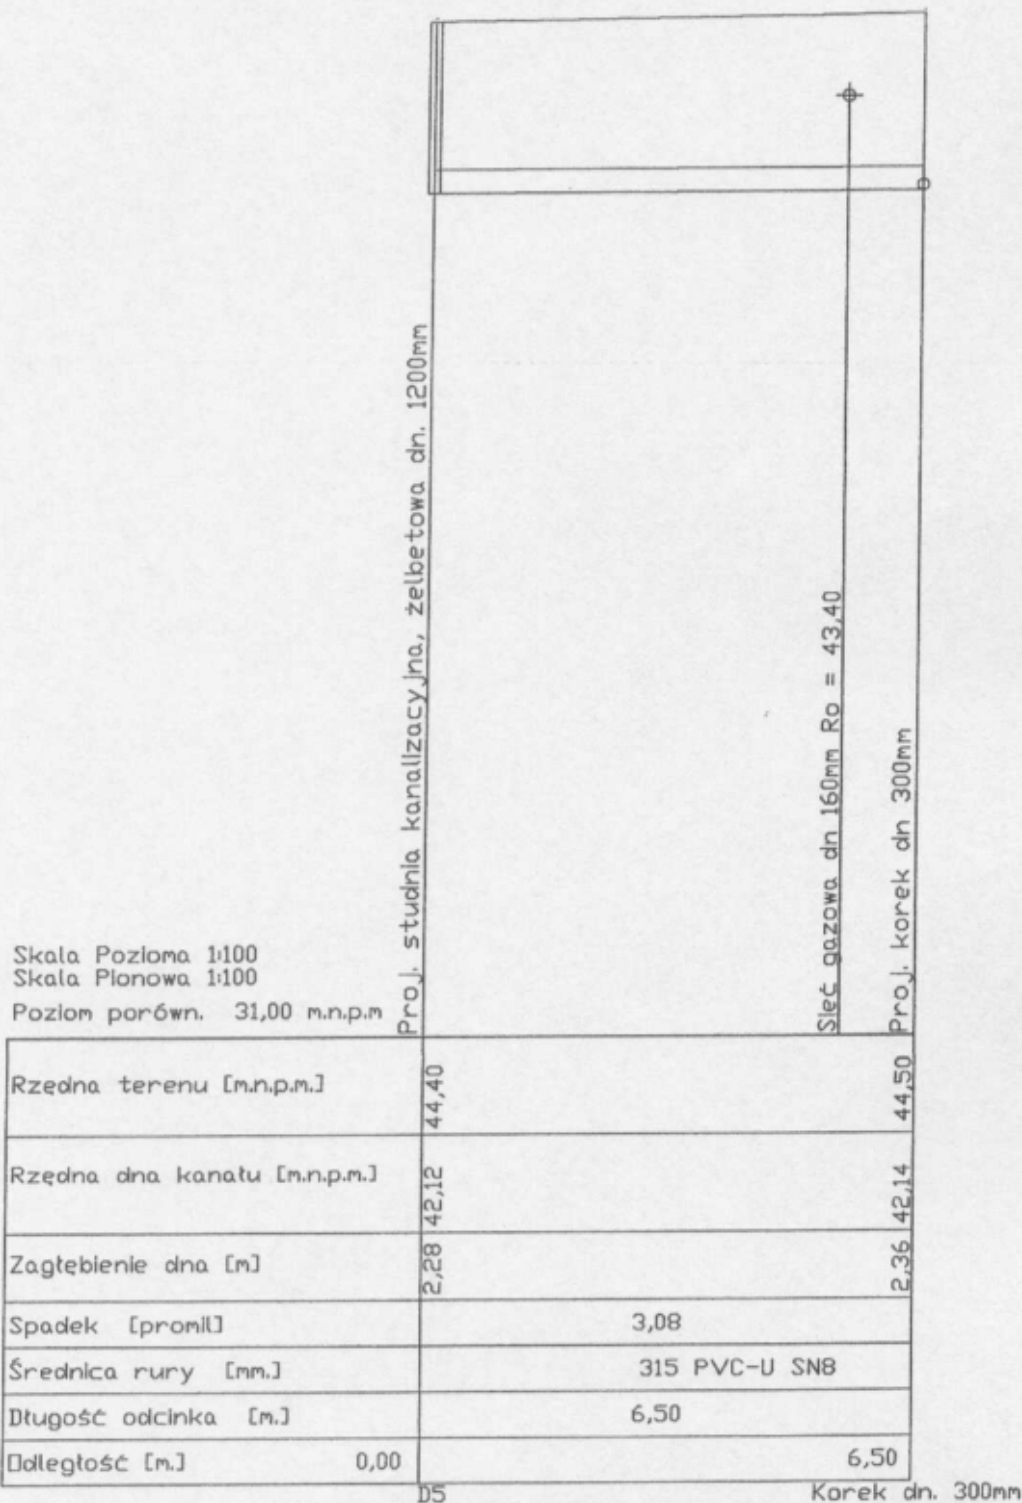 Proj. studnia kanalizacyjna, żelbetowa dn. 1200mm
Sieć gazowa dn 160mm Ro = 43,40
Proj. korek dn 300mm
Skala Pozioma 1:100
Skala Pionowa 1:100
Poziom porówn. 31,00 m.n.p.m
Rzędna terenu [m.n.p.m.] 44,40 44,50
Rzędna dna kanału [m.n.p.m.] 42,12 42,14
Zagłębienie dna [m] 2,28 2,36
Spadek [promil] 3,08
Średnica rury [mm.] 315 PVC-U SN8
Długość odcinka [m.] 6,50
Odległość [m.] 0,00 6,50
D5 Korek dn. 300mm